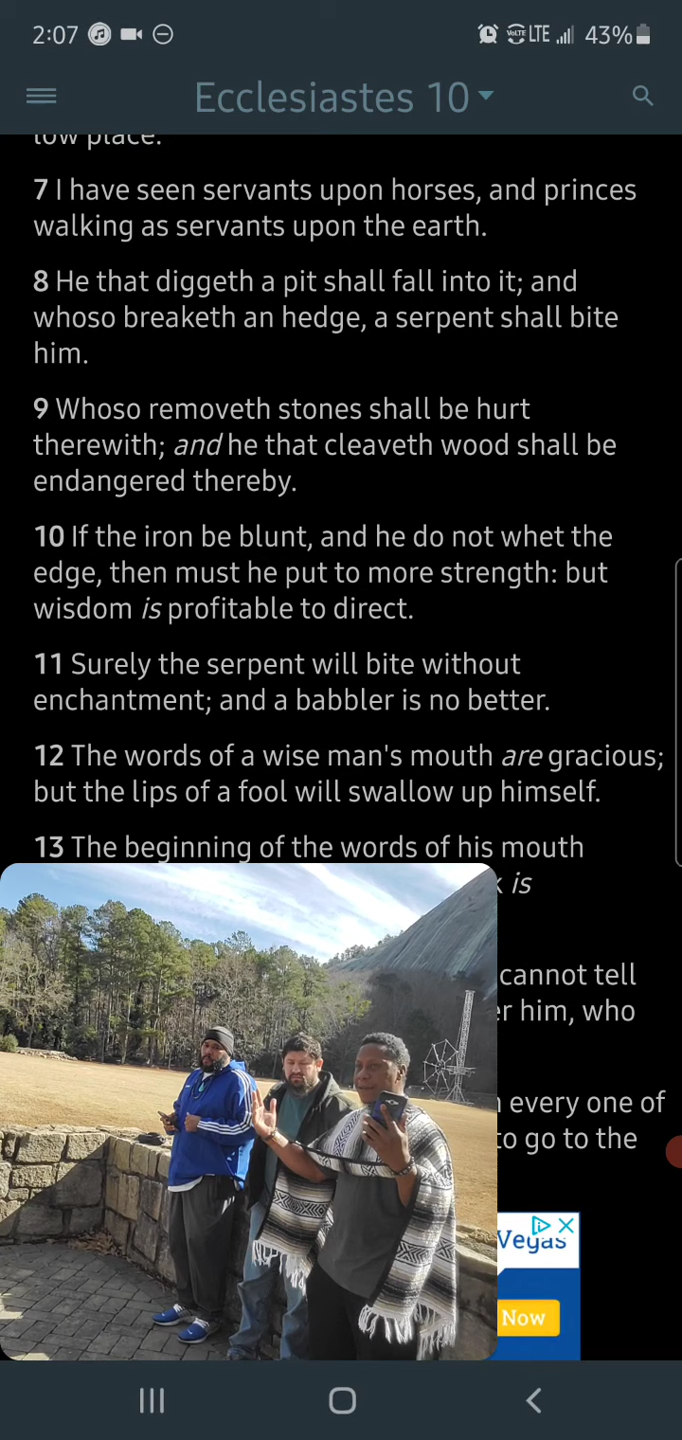 2:07 VoLTE LTE 43%
Ecclesiastes 10
low place.
7 I have seen servants upon horses, and princes
walking as servants upon the earth.
8 He that diggeth a pit shall fall into it; and
whoso breaketh an hedge, a serpent shall bite
him.
9 Whoso removeth stones shall be hurt
therewith; and he that cleaveth wood shall be
endangered thereby.
10 If the iron be blunt, and he do not whet the
edge, then must he put to more strength: but
wisdom is profitable to direct.
11 Surely the serpent will bite without
enchantment; and a babbler is no better.
12 The words of a wise man's mouth are gracious;
but the lips of a fool will swallow up himself.
13 The beginning of the words of his mouth
is
cannot tell
him, who
every one of
to go to the
Vegas
Now